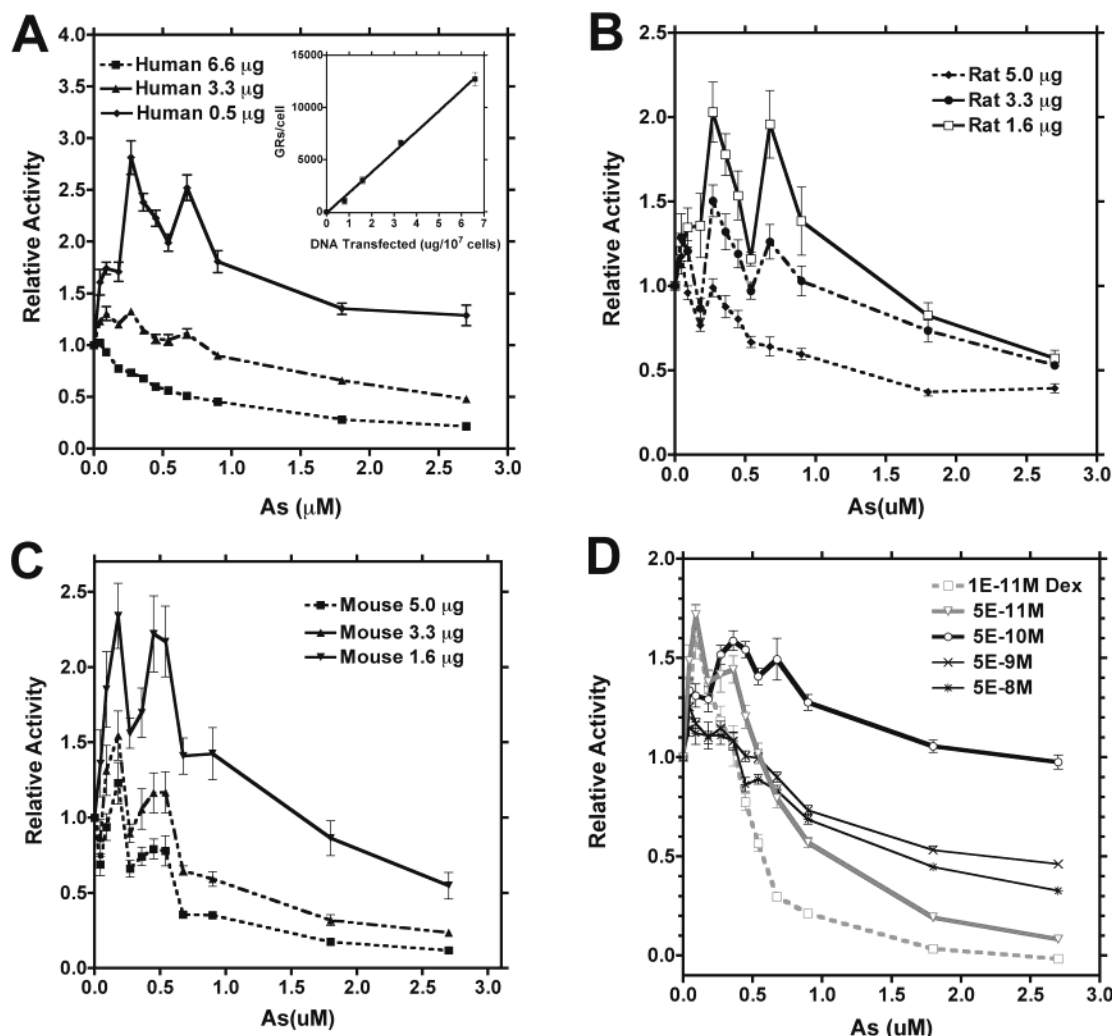 A
4.0
3.5
3.0
2.5
2.0
1.5
1.0
0.5
0.0
Relative Activity
Human 6.6 μg
Human 3.3 μg
Human 0.5 μg
15000
10000
5000
0
GRs/cell
0 1 2 3 4 5 6 7
DNA Transfected (ug/10⁷ cells)
0.0 0.5 1.0 1.5 2.0 2.5 3.0
As (μM)
B
2.5
2.0
1.5
1.0
0.5
0.0
Relative Activity
Rat 5.0 μg
Rat 3.3 μg
Rat 1.6 μg
0.0 0.5 1.0 1.5 2.0 2.5 3.0
As(uM)
C
2.5
2.0
1.5
1.0
0.5
0.0
Relative Activity
Mouse 5.0 μg
Mouse 3.3 μg
Mouse 1.6 μg
0.0 0.5 1.0 1.5 2.0 2.5 3.0
As(uM)
D
2.0
1.5
1.0
0.5
0.0
Relative Activity
1E-11M Dex
5E-11M
5E-10M
5E-9M
5E-8M
0.0 0.5 1.0 1.5 2.0 2.5 3.0
As (uM)